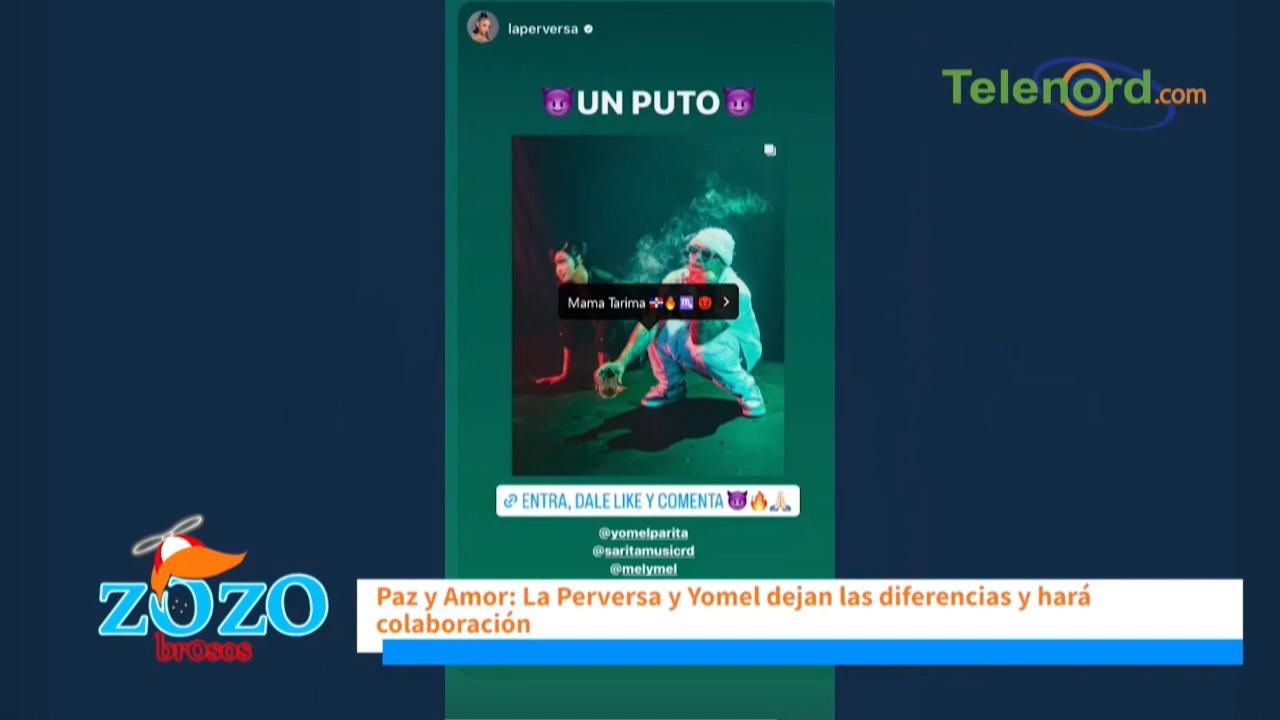 laperversa
😈UN PUTO😈
Mama Tarima 🇩🇴🔥♏😡
ENTRA, DALE LIKE Y COMENTA 😈🔥🙏🏻
@yomelparita
@saritamusicrd
@melymel
Telenord.com
ZOZO
brOsos
Paz y Amor: La Perversa y Yomel dejan las diferencias y hará
colaboración